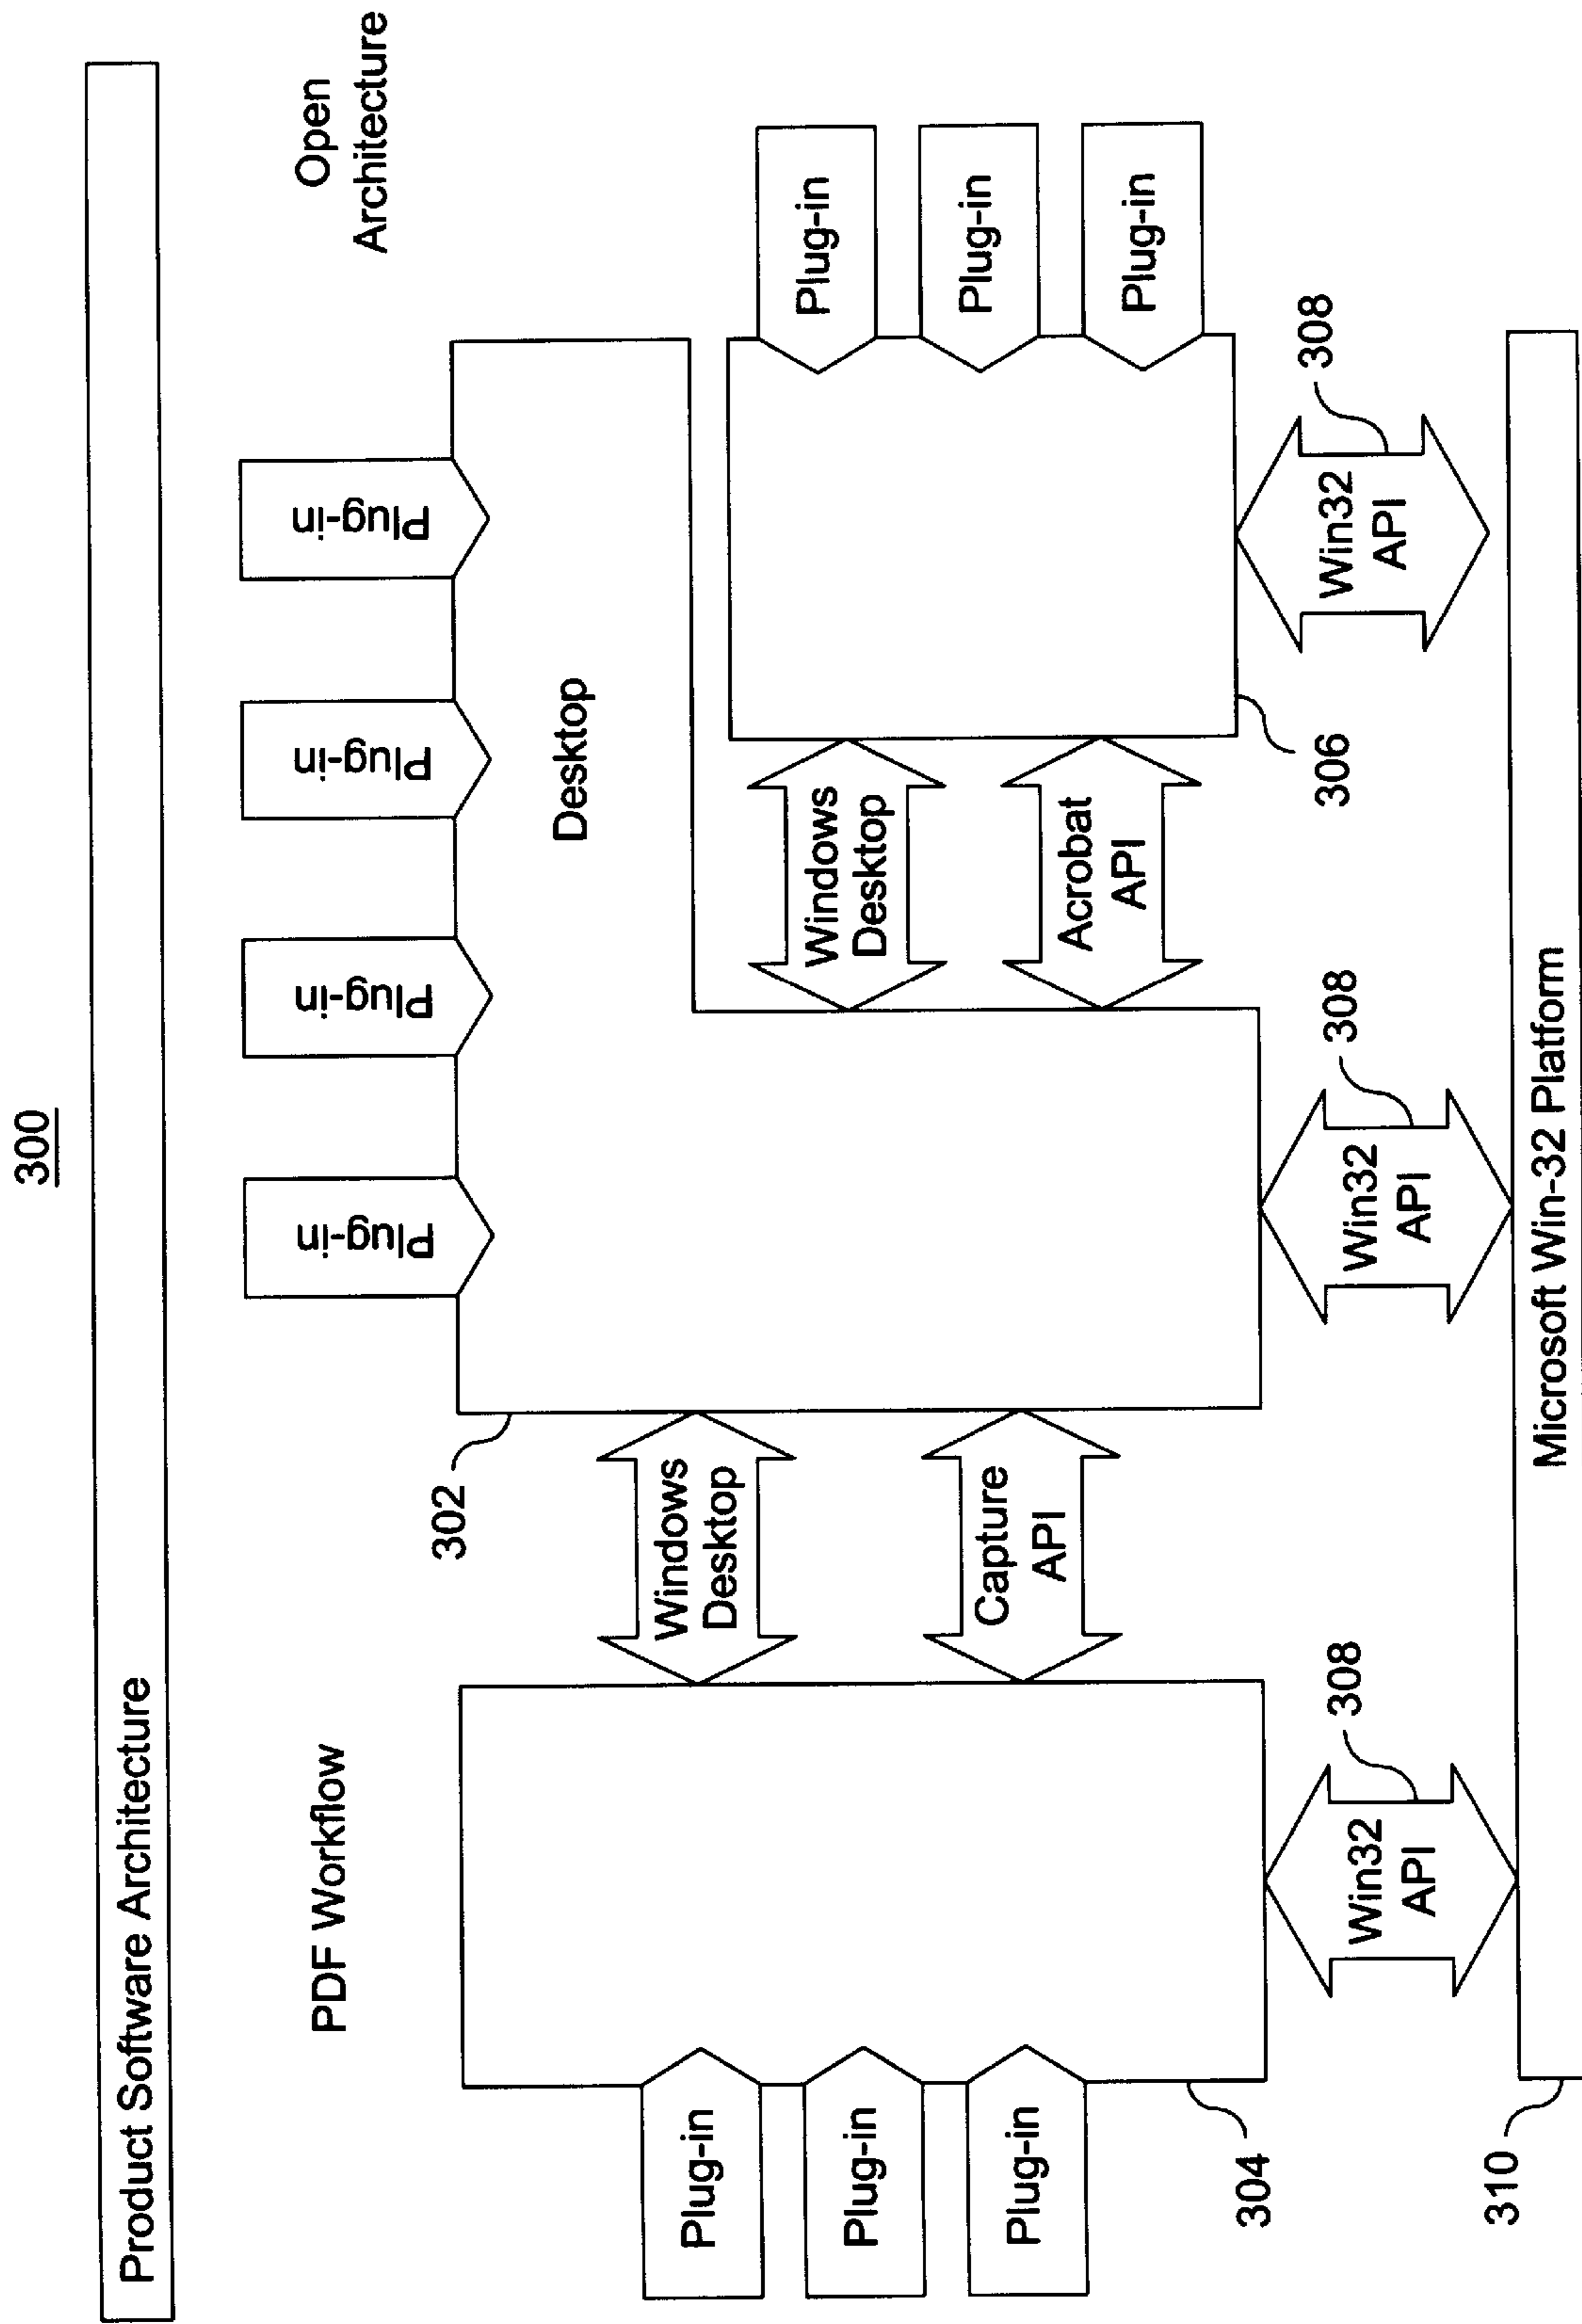 300
Product Software Architecture
PDF Workflow
Open
Architecture
Plug-in
Plug-in
Plug-in
Plug-in
302
Desktop
Plug-in
Plug-in
Plug-in
Windows
Desktop
Capture
API
Windows
Desktop
Acrobat
API
Plug-in
Plug-in
Plug-in
304
306
Win32
API
308
Win32
API
308
Win32
API
308
310
Microsoft Win-32 Platform